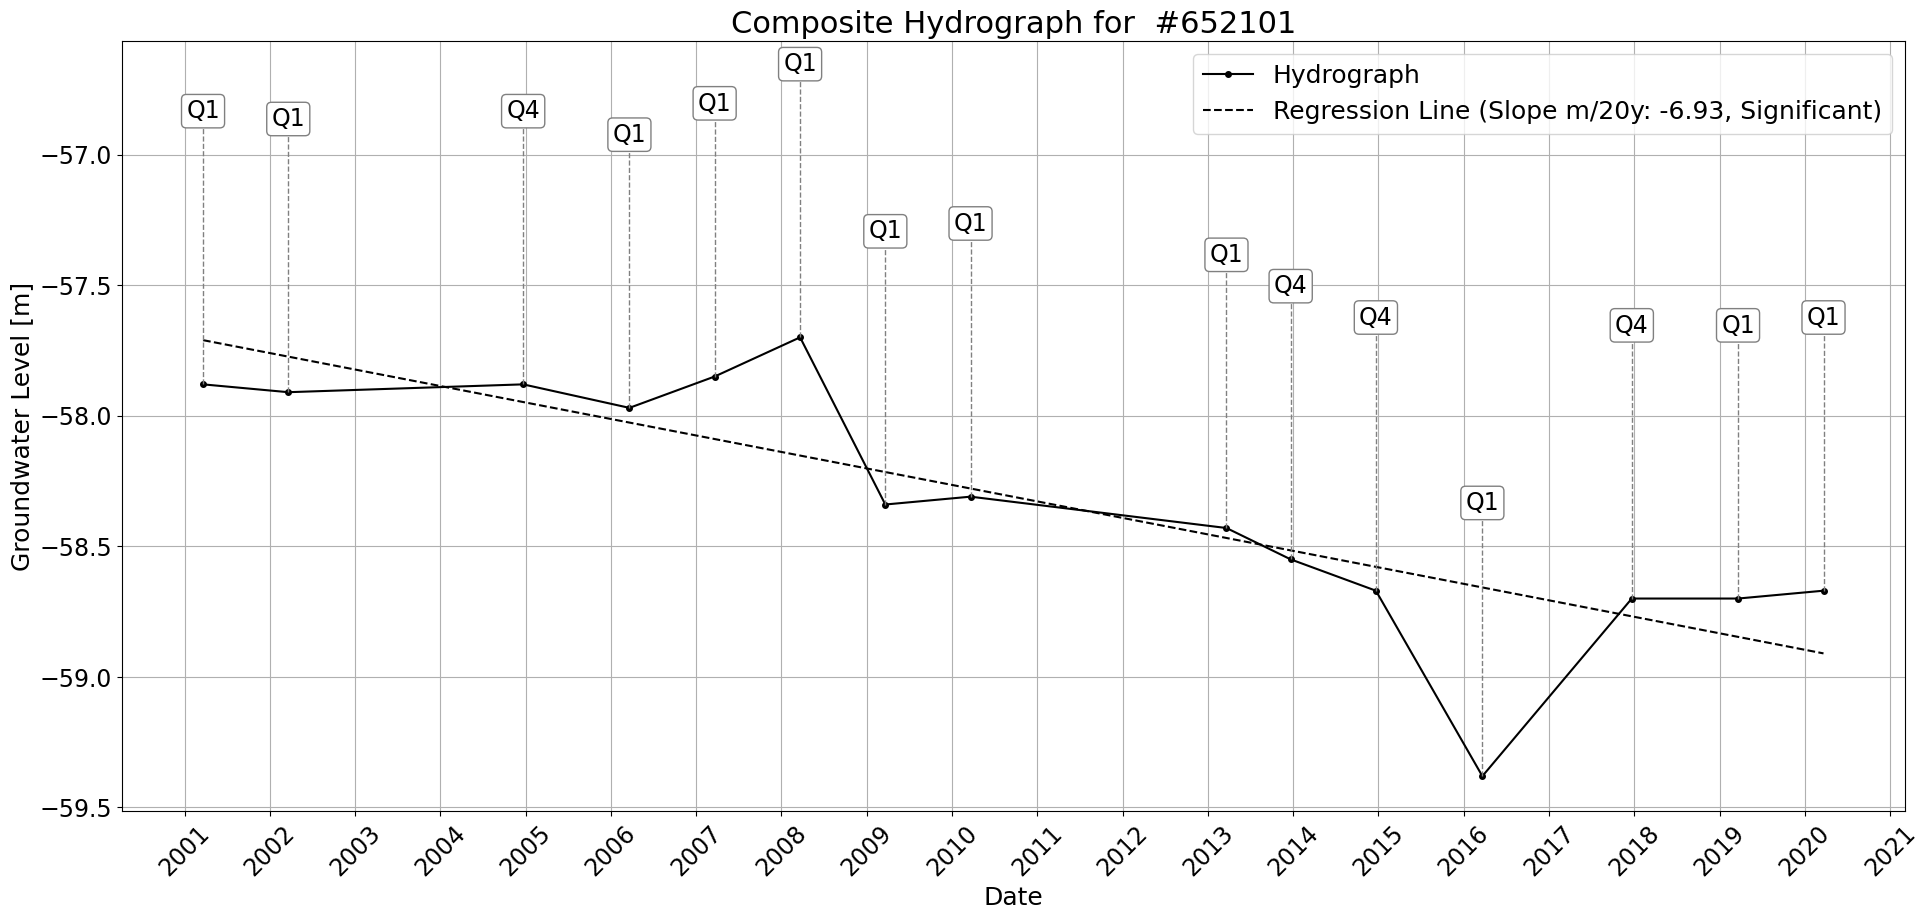 Composite Hydrograph for  #652101
Hydrograph
Regression Line (Slope m/20y: -6.93, Significant)
Q1
Q1
Q4
Q1
Q1
Q1
Q1
Q1
Q1
Q4
Q4
Q1
Q4
Q1
Q1
Groundwater Level [m]
−57.0
−57.5
−58.0
−58.5
−59.0
−59.5
2001
2002
2003
2004
2005
2006
2007
2008
2009
2010
2011
2012
2013
2014
2015
2016
2017
2018
2019
2020
2021
Date